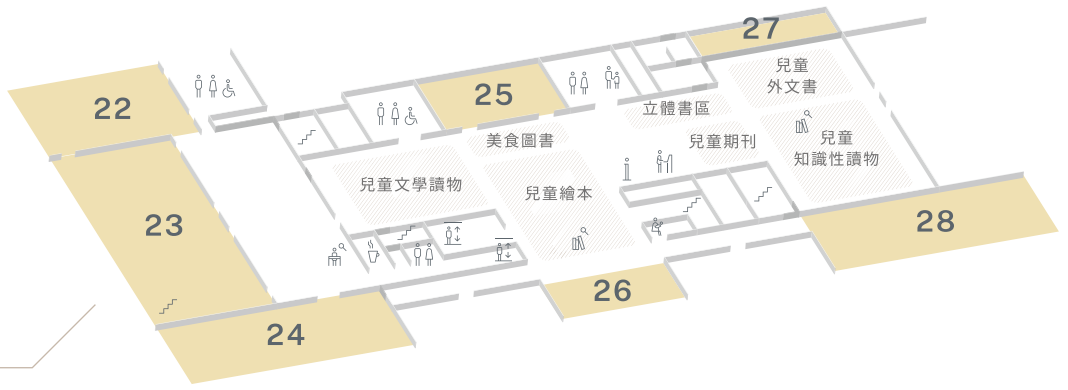 27
兒童
外文書
22
25
立體書區
兒童
知識性讀物
美食圖書
兒童期刊
兒童文學讀物
兒童繪本
23
28
26
24